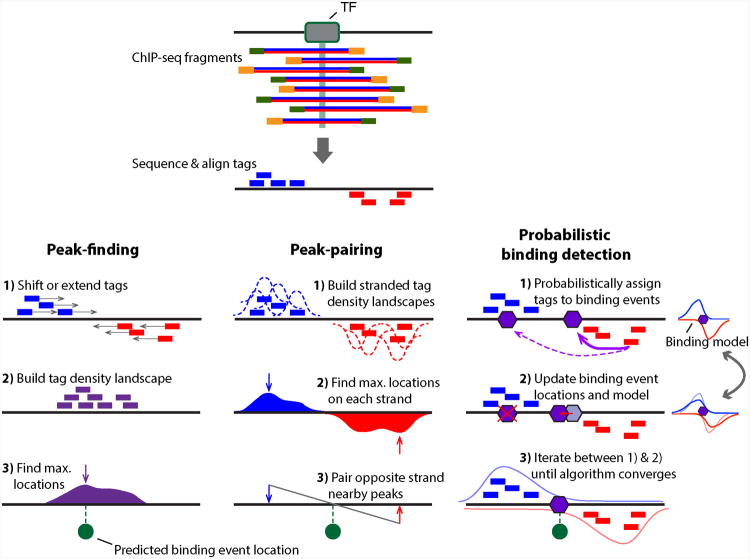 TF
ChIP-seq fragments
Sequence & align tags
Peak-finding
1) Shift or extend tags
2) Build tag density landscape
3) Find max.
locations
Predicted binding event location
Peak-pairing
1) Build stranded tag
density landscapes
2) Find max. locations
on each strand
3) Pair opposite strand
nearby peaks
Probabilistic
binding detection
1) Probabilistically assign
tags to binding events
Binding model
2) Update binding event
locations and model
3) Iterate between 1) & 2)
until algorithm converges